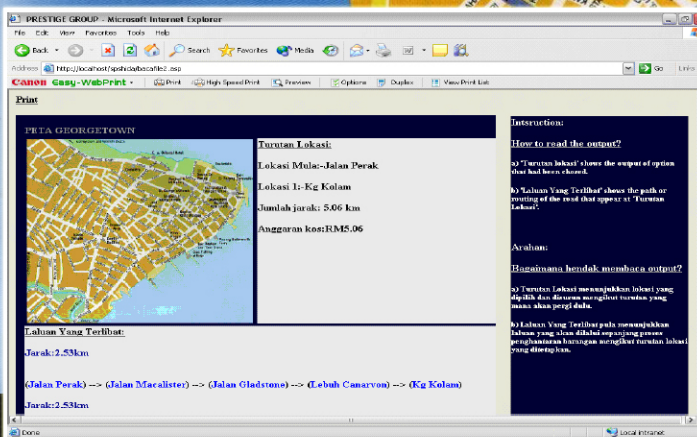 PRESTIGE GROUP - Microsoft Internet Explorer
File Edit View Favorites Tools Help
Back Search Favorites Media
Address http://localhost/spshrda/bacafile2.asp Go Links
Canon Easy-WebPrint Print High Speed Print Preview Options Duplex View Print List
Print
PETA GEORGETOWN
Turutan Lokasi:
Lokasi Mula:-Jalan Perak
Lokasi 1:-Kg Kolam
Jumlah jarak: 5.06 km
Anggaran kos:RM5.06
Laluan Yang Terlibat:
Jarak:2.53km
(Jalan Perak) --> (Jalan Macalister) --> (Jalan Gladstone) --> (Lebuh Canarvon) --> (Kg Kolam)
Jarak:2.53km
Intsruction:
How to read the output?
a) 'Turutan lokasi' shows the output of option
that had been chosed.
b) 'Laluan Yang Terlibat' shows the path or
routing of the road that appear at 'Turutan
Lokasi'.
Arahan:
Bagaimana hendak membaca output?
a) Turutan Lokasi menunjukkan lokasi yang
dipilih dan disusun mengikut turutan yang
mana akan pergi dulu.
b) Laluan Yang Terlibat pula menunjukkan
laluan yang akan dilalui sepanjang proses
penghantaran barangan mengikut turutan lokasi
yang ditetapkan.
Done
Local intranet